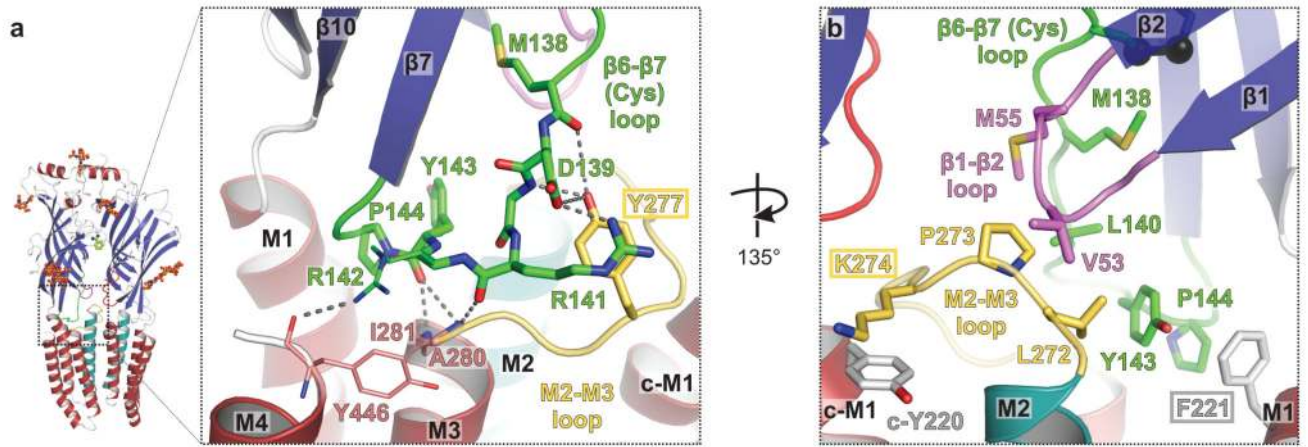 a
β10
β7
M138
β6-β7
(Cys)
loop
Y143
D139
Y277
P144
M1
R142
R141
I281
A280
M2
c-M1
M2-M3
loop
Y446
M4
M3
135°
b
β6-β7 (Cys)
loop
β2
β1
M55
M138
β1-β2
loop
L140
P273
V53
K274
M2-M3
loop
P144
L272
Y143
c-M1
c-Y220
M2
F221
M1